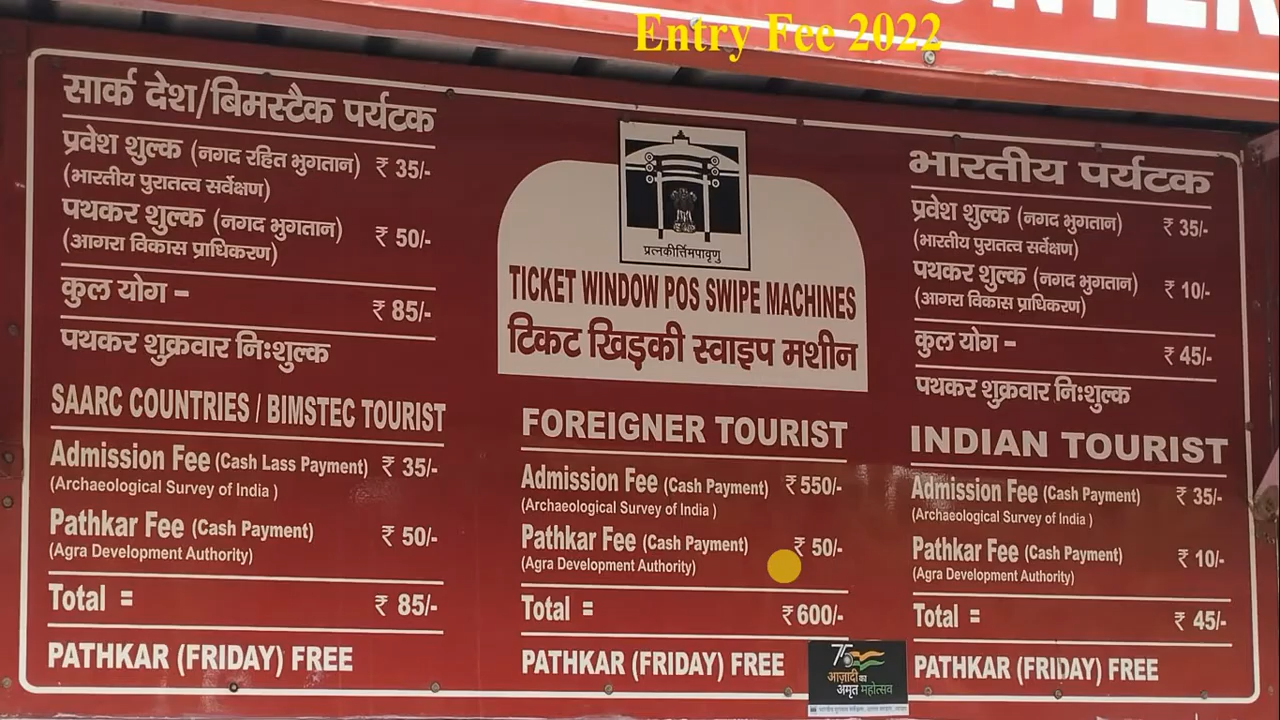 NTER
Entry Fee 2022
सार्क देश/बिमस्टैक पर्यटक
प्रवेश शुल्क (नगद रहित भुगतान) ₹ 35/-
(भारतीय पुरातत्व सर्वेक्षण)
पथकर शुल्क (नगद भुगतान) ₹ 50/-
(आगरा विकास प्राधिकरण)
कुल योग – ₹ 85/-
पथकर शुक्रवार निःशुल्क
SAARC COUNTRIES / BIMSTEC TOURIST
Admission Fee (Cash Lass Payment) ₹ 35/-
(Archaeological Survey of India )
Pathkar Fee (Cash Payment) ₹ 50/-
(Agra Development Authority)
Total = ₹ 85/-
PATHKAR (FRIDAY) FREE
प्रत्नकीर्त्तिमपावृणु
TICKET WINDOW POS SWIPE MACHINES
टिकट खिड़की स्वाइप मशीन
FOREIGNER TOURIST
Admission Fee (Cash Payment) ₹ 550/-
(Archaeological Survey of India )
Pathkar Fee (Cash Payment) ₹ 50/-
(Agra Development Authority)
Total = ₹ 600/-
PATHKAR (FRIDAY) FREE
75
आज़ादी का
अमृत महोत्सव
भारतीय पर्यटक
प्रवेश शुल्क (नगद भुगतान) ₹ 35/-
(भारतीय पुरातत्व सर्वेक्षण)
पथकर शुल्क (नगद भुगतान) ₹ 10/-
(आगरा विकास प्राधिकरण)
कुल योग – ₹ 45/-
पथकर शुक्रवार निःशुल्क
INDIAN TOURIST
Admission Fee (Cash Payment) ₹ 35/-
(Archaeological Survey of India )
Pathkar Fee (Cash Payment) ₹ 10/-
(Agra Development Authority)
Total = ₹ 45/-
PATHKAR (FRIDAY) FREE